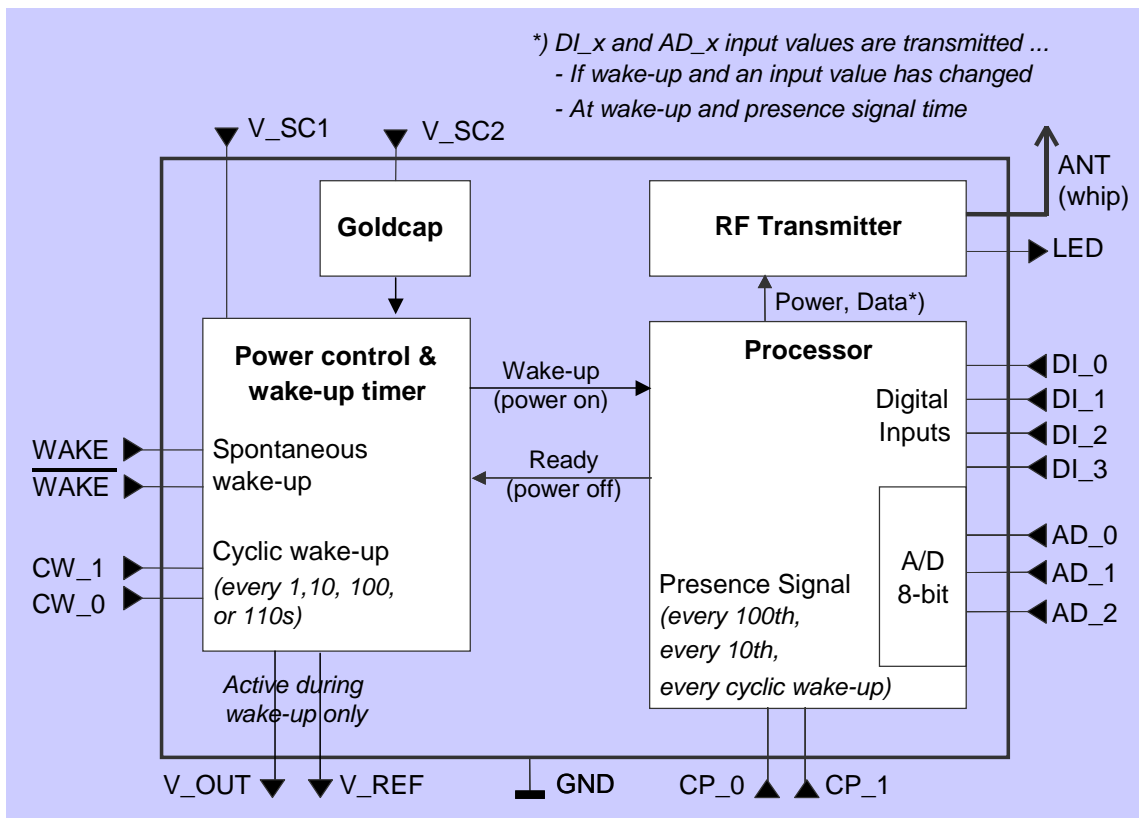 *) DI_x and AD_x input values are transmitted ...
- If wake-up and an input value has changed
- At wake-up and presence signal time
V_SC1
V_SC2
ANT
(whip)
Goldcap
RF Transmitter
LED
Power, Data*)
Power control &
wake-up timer
Wake-up
(power on)
Processor
DI_0
Digital
Inputs
DI_1
DI_2
DI_3
WAKE
WAKE
Spontaneous
wake-up
Ready
(power off)
AD_0
AD_1
AD_2
A/D
8-bit
CW_1
CW_0
Cyclic wake-up
(every 1,10, 100,
or 110s)
Presence Signal
(every 100th,
every 10th,
every cyclic wake-up)
Active during
wake-up only
V_OUT
V_REF
GND
CP_0
CP_1